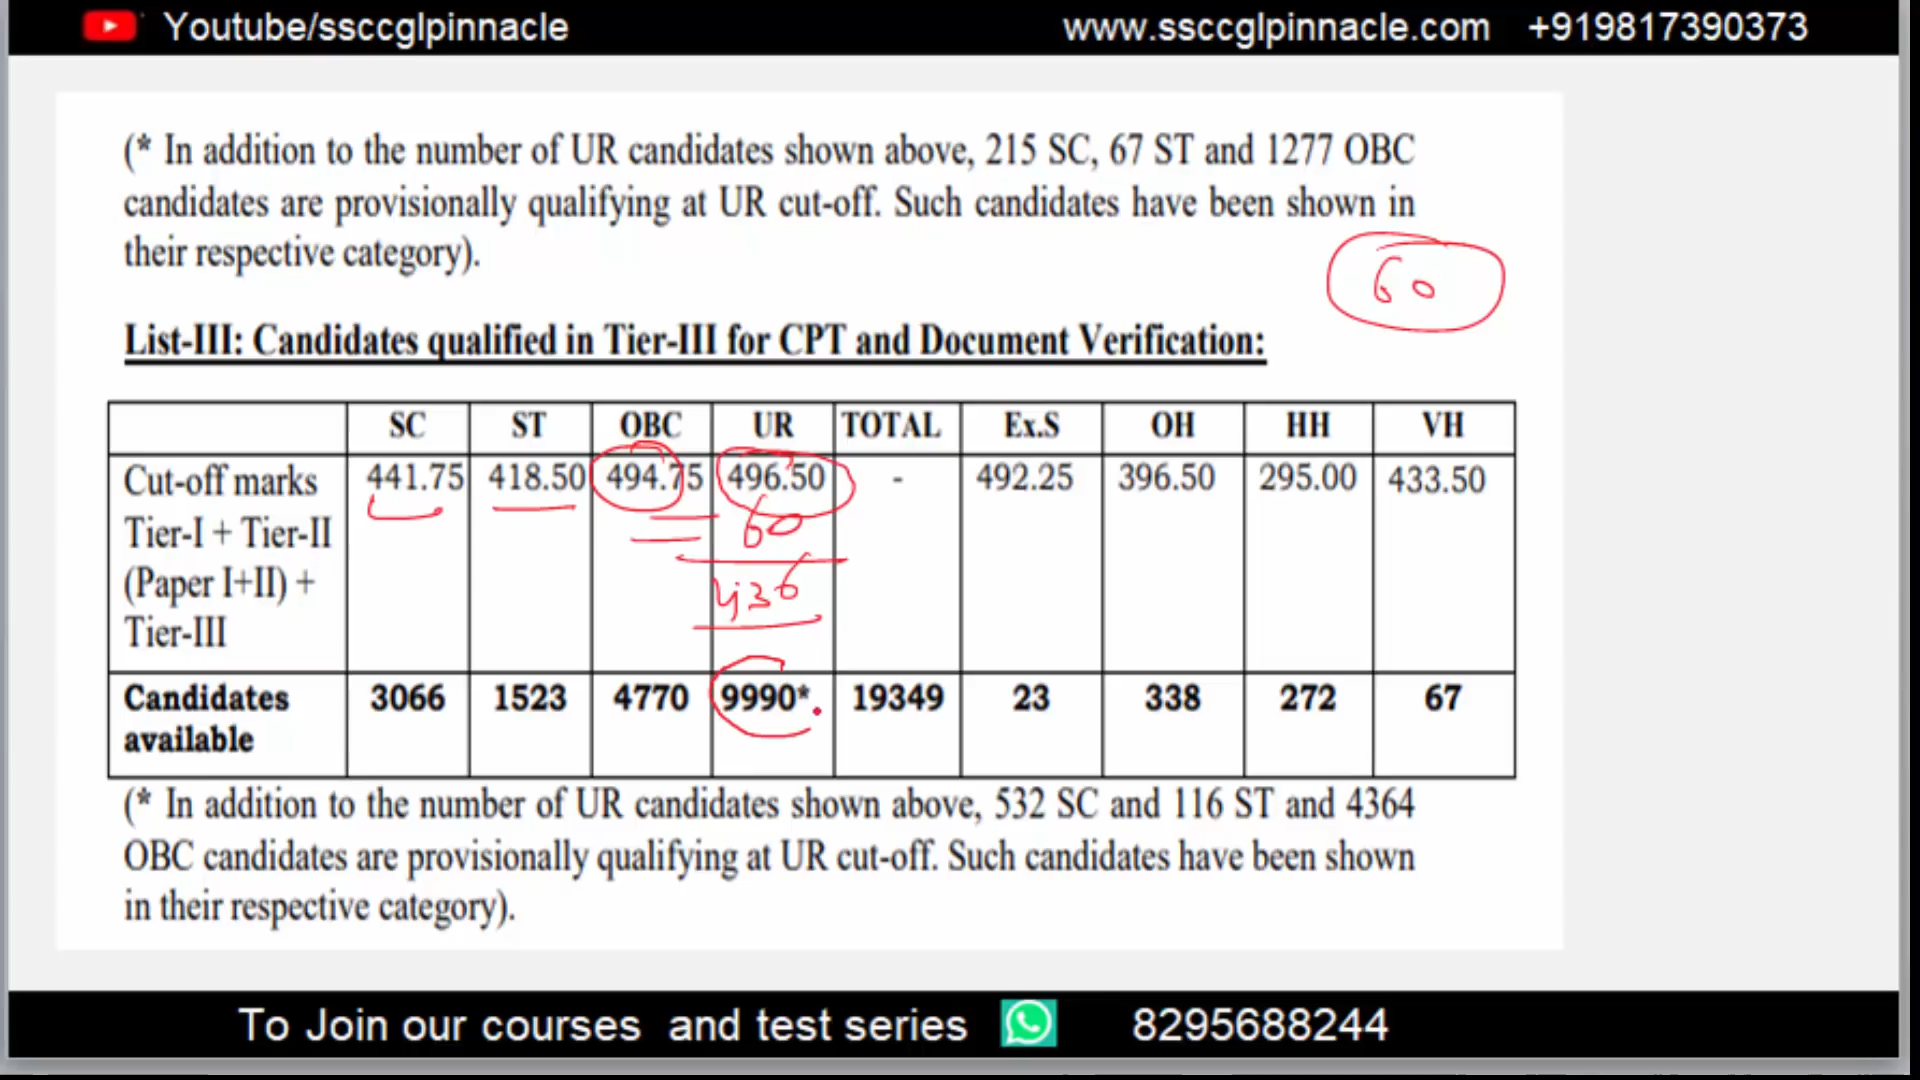 Youtube/ssccglpinnacle www.ssccglpinnacle.com +919817390373
(* In addition to the number of UR candidates shown above, 215 SC, 67 ST and 1277 OBC
candidates are provisionally qualifying at UR cut-off. Such candidates have been shown in
their respective category).
60
List-III: Candidates qualified in Tier-III for CPT and Document Verification:
SC ST OBC UR TOTAL Ex.S OH HH VH
Cut-off marks 441.75 418.50 494.75 496.50 - 492.25 396.50 295.00 433.50
Tier-I + Tier-II
60
(Paper I+II) +
436
Tier-III
Candidates 3066 1523 4770 9990* 19349 23 338 272 67
available
(* In addition to the number of UR candidates shown above, 532 SC and 116 ST and 4364
OBC candidates are provisionally qualifying at UR cut-off. Such candidates have been shown
in their respective category).
To Join our courses and test series 8295688244